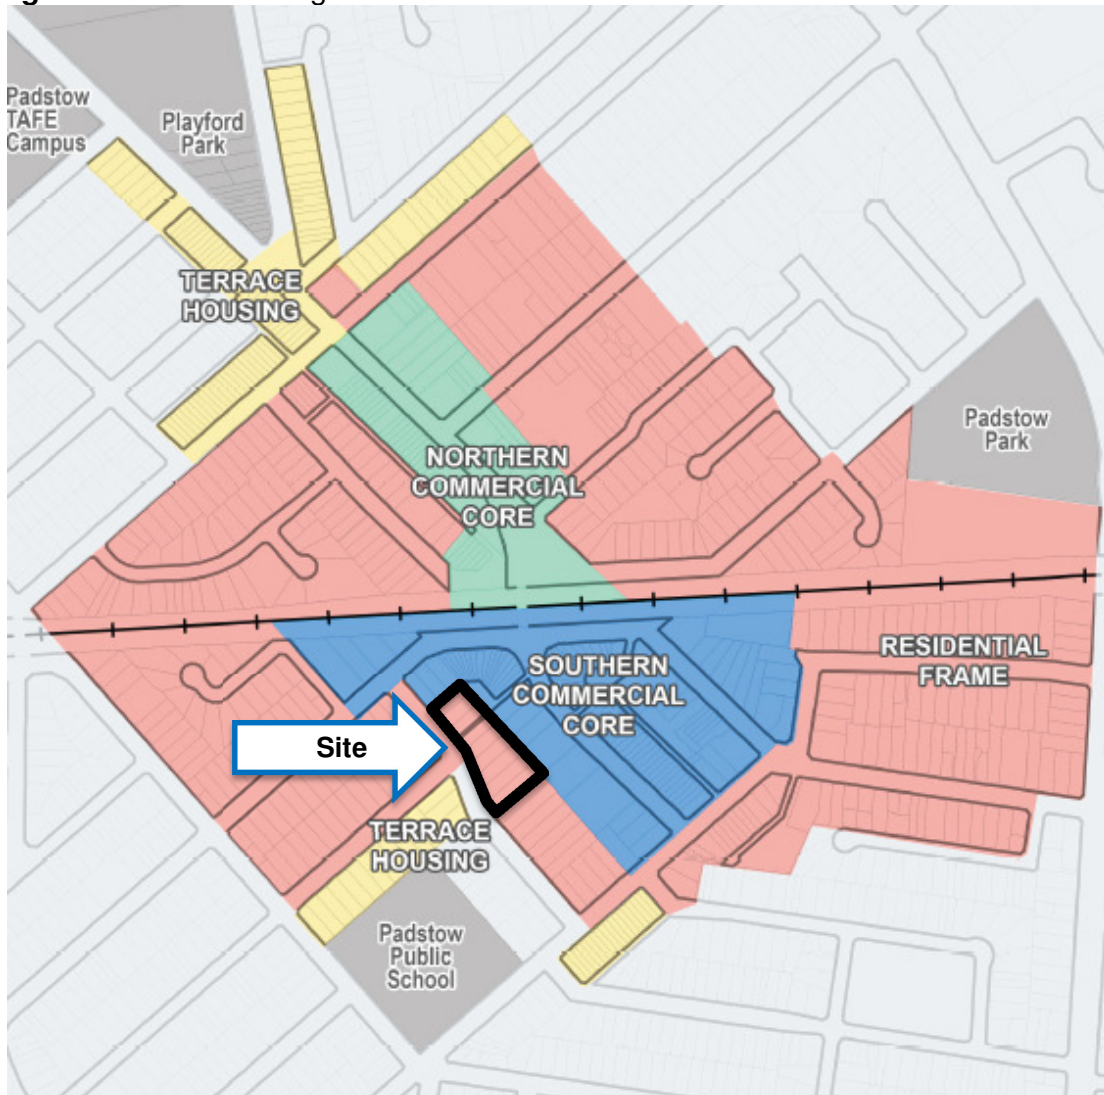 Padstow
TAFE
Campus
Playford
Park
TERRACE
HOUSING
Padstow
Park
NORTHERN
COMMERCIAL
CORE
RESIDENTIAL
FRAME
SOUTHERN
COMMERCIAL
CORE
Site
TERRACE
HOUSING
Padstow
Public
School